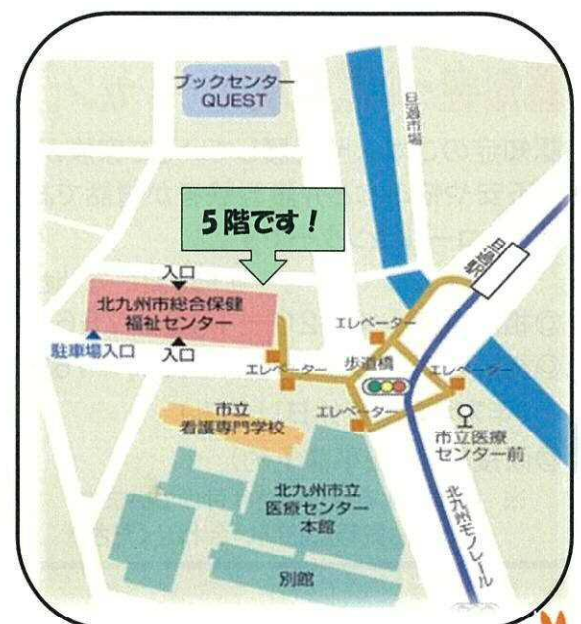 ブックセンター
QUEST
旦過市場
5階です！
旦過駅
入口
北九州市総合保健
福祉センター
駐車場入口
入口
エレベーター
エレベーター
歩道橋
エレベーター
エレベーター
市立
看護専門学校
市立医療
センター前
北九州市立
医療センター
本館
北九州モノレール
別館